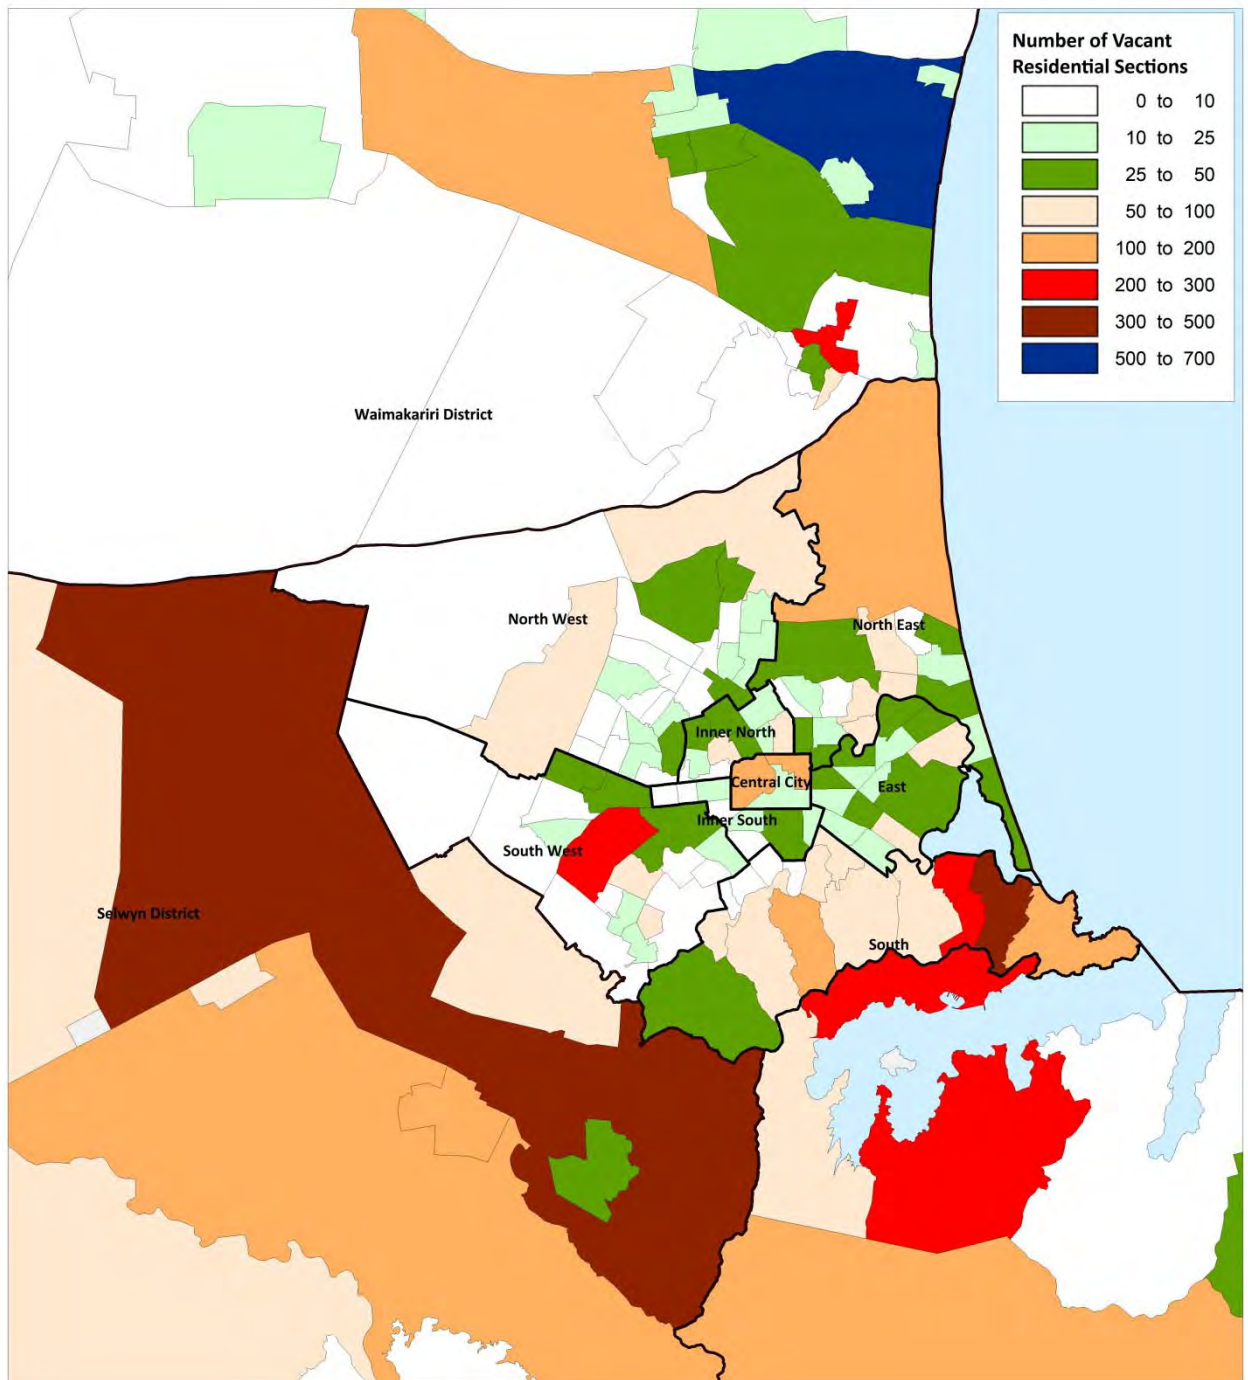 Number of Vacant
Residential Sections
0 to 10
10 to 25
25 to 50
50 to 100
100 to 200
200 to 300
300 to 500
500 to 700
Waimakariri District
North West
North East
Inner North
Central City
East
Inner South
South West
Selwyn District
South